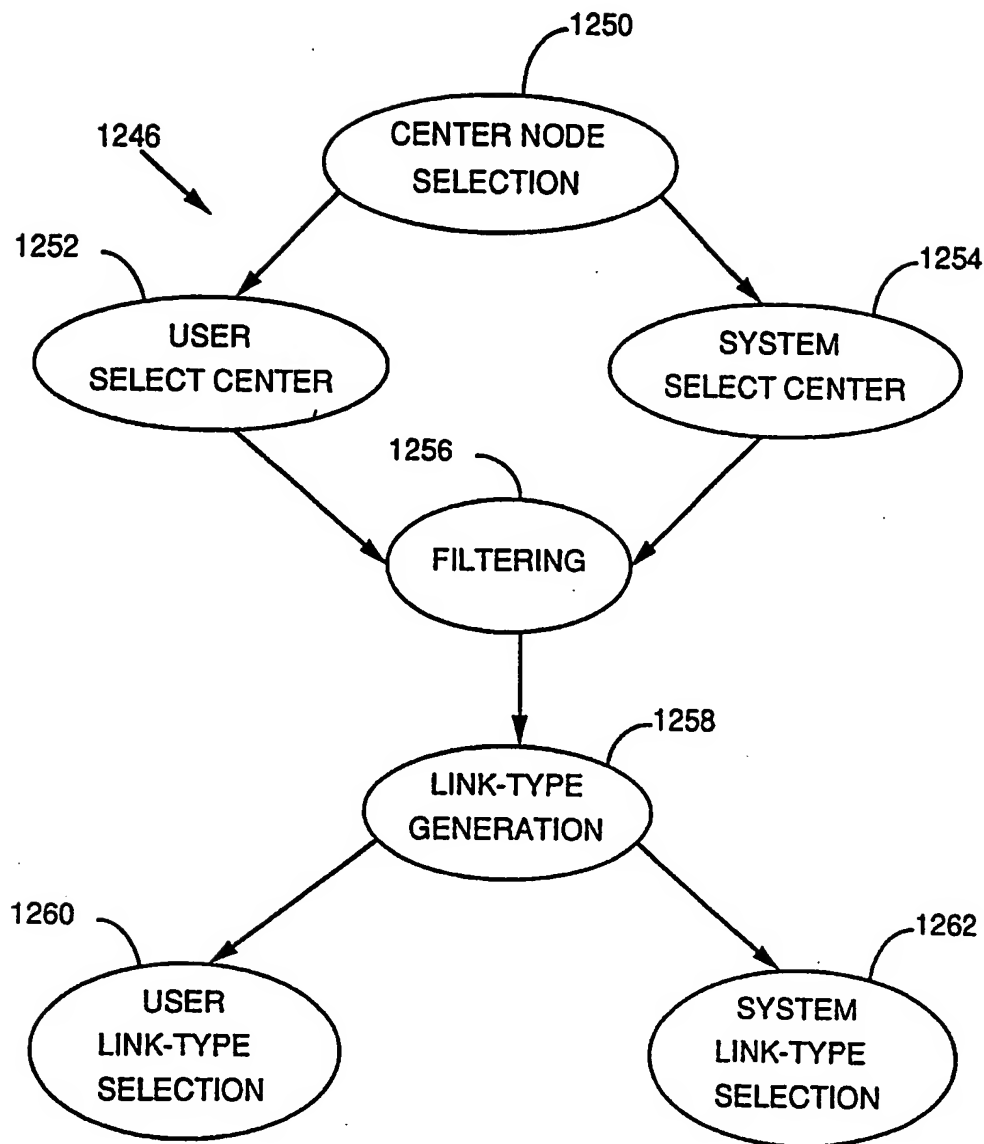 1250
CENTER NODE
SELECTION
1246
1252
1254
USER
SELECT CENTER
SYSTEM
SELECT CENTER
1256
FILTERING
1258
LINK-TYPE
GENERATION
1260
1262
USER
LINK-TYPE
SELECTION
SYSTEM
LINK-TYPE
SELECTION